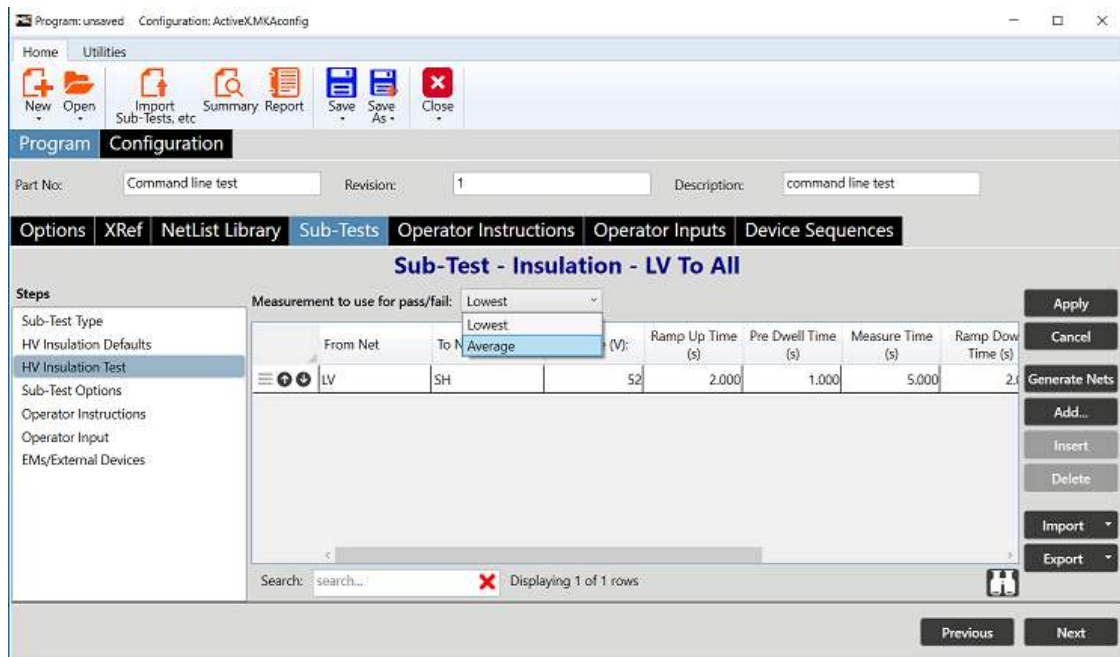 Program: unsaved Configuration: ActiveX.MKAconfig
Home Utilities
New Open Import Sub-Tests, etc Summary Report Save Save As Close
Program Configuration
Part No: Command line test Revision: 1 Description: command line test
Options XRef NetList Library Sub-Tests Operator Instructions Operator Inputs Device Sequences
Sub-Test - Insulation - LV To All
Steps
Sub-Test Type
HV Insulation Defaults
HV Insulation Test
Sub-Test Options
Operator Instructions
Operator Input
EMs/External Devices
Measurement to use for pass/fail: Lowest
Lowest
Average
From Net To N (V): Ramp Up Time (s) Pre Dwell Time (s) Measure Time (s) Ramp Dow Time (s)
LV SH 52 2.000 1.000 5.000 2.0
Search: search... Displaying 1 of 1 rows
Apply
Cancel
Generate Nets
Add...
Insert
Delete
Import
Export
Previous Next